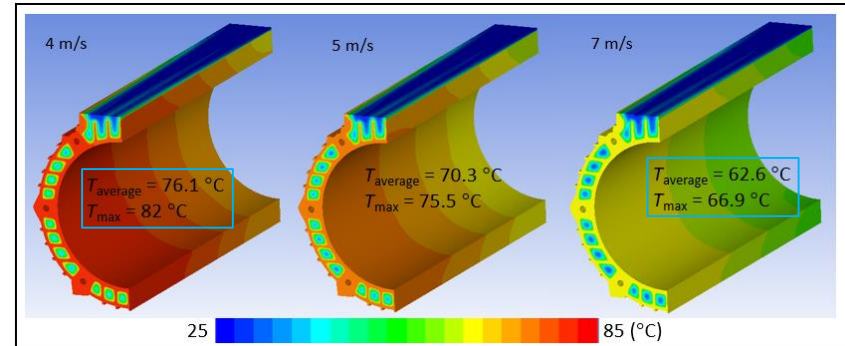 4 m/s
5 m/s
7 m/s
Taverage = 76.1 °C
Tmax = 82 °C
Taverage = 70.3 °C
Tmax = 75.5 °C
Taverage = 62.6 °C
Tmax = 66.9 °C
25
85 (°C)